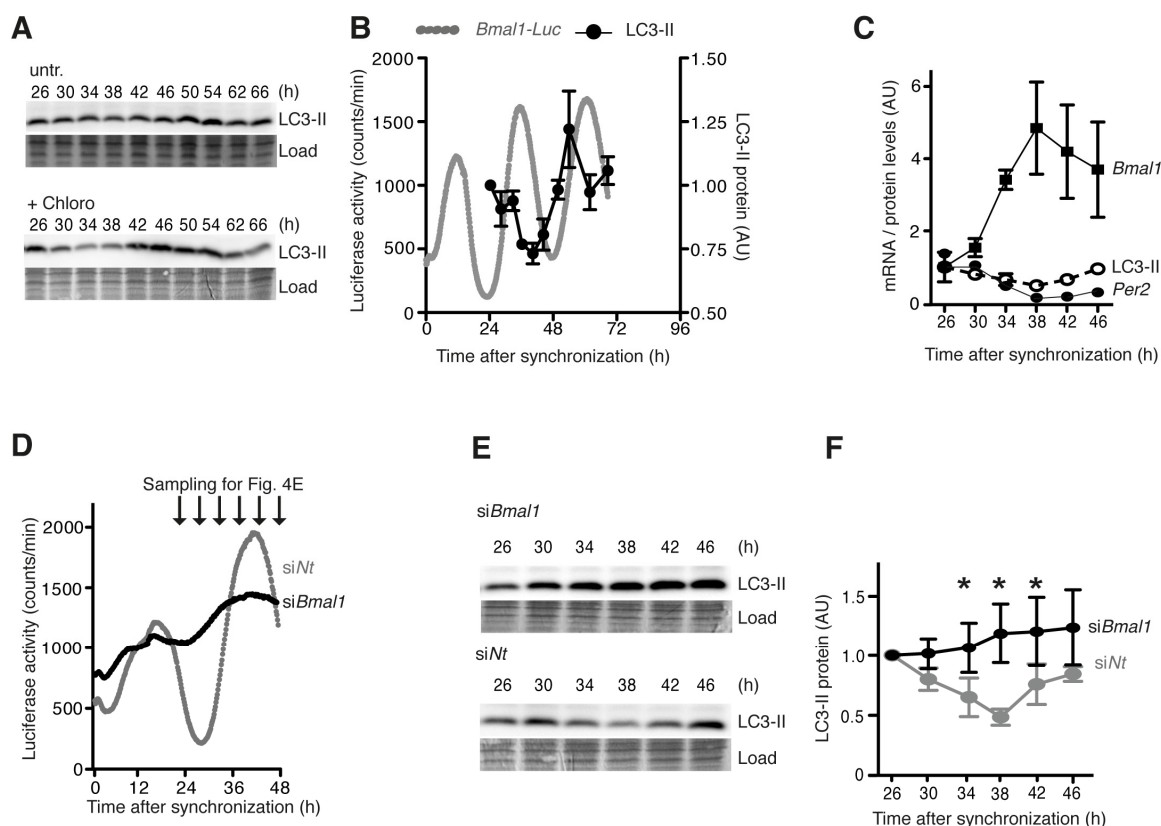 A
untr.
26 30 34 38 42 46 50 54 62 66 (h)
LC3-II
Load
+ Chloro
26 30 34 38 42 46 50 54 62 66 (h)
LC3-II
Load
B
Bmal1-Luc LC3-II
Luciferase activity (counts/min)
2000
1500
1000
500
0
1.50
1.25
1.00
0.75
0.50
LC3-II protein (AU)
0 24 48 72 96
Time after synchronization (h)
C
mRNA / protein levels (AU)
6
4
2
0
Bmal1
LC3-II
Per2
26 30 34 38 42 46
Time after synchronization (h)
D
Sampling for Fig. 4E
Luciferase activity (counts/min)
2000
1500
1000
500
0
siNt
siBmal1
0 12 24 36 48
Time after synchronization (h)
E
siBmal1
26 30 34 38 42 46 (h)
LC3-II
Load
siNt
26 30 34 38 42 46 (h)
LC3-II
Load
F
LC3-II protein (AU)
1.5
1.0
0.5
0
* * *
siBmal1
siNt
26 30 34 38 42 46
Time after synchronization (h)